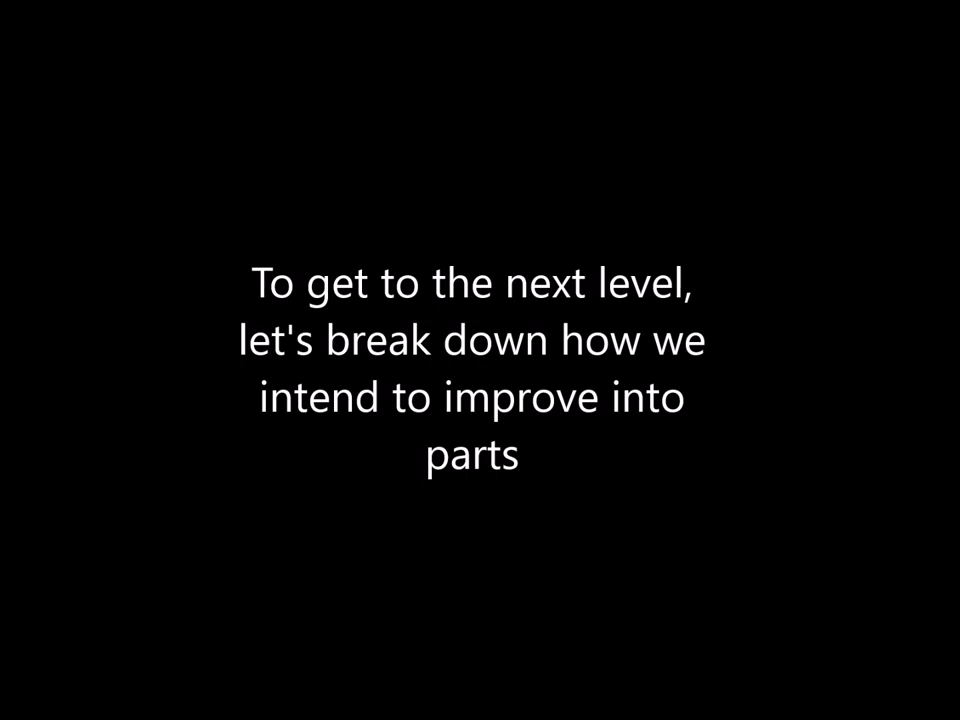 To get to the next level,
let's break down how we
intend to improve into
parts